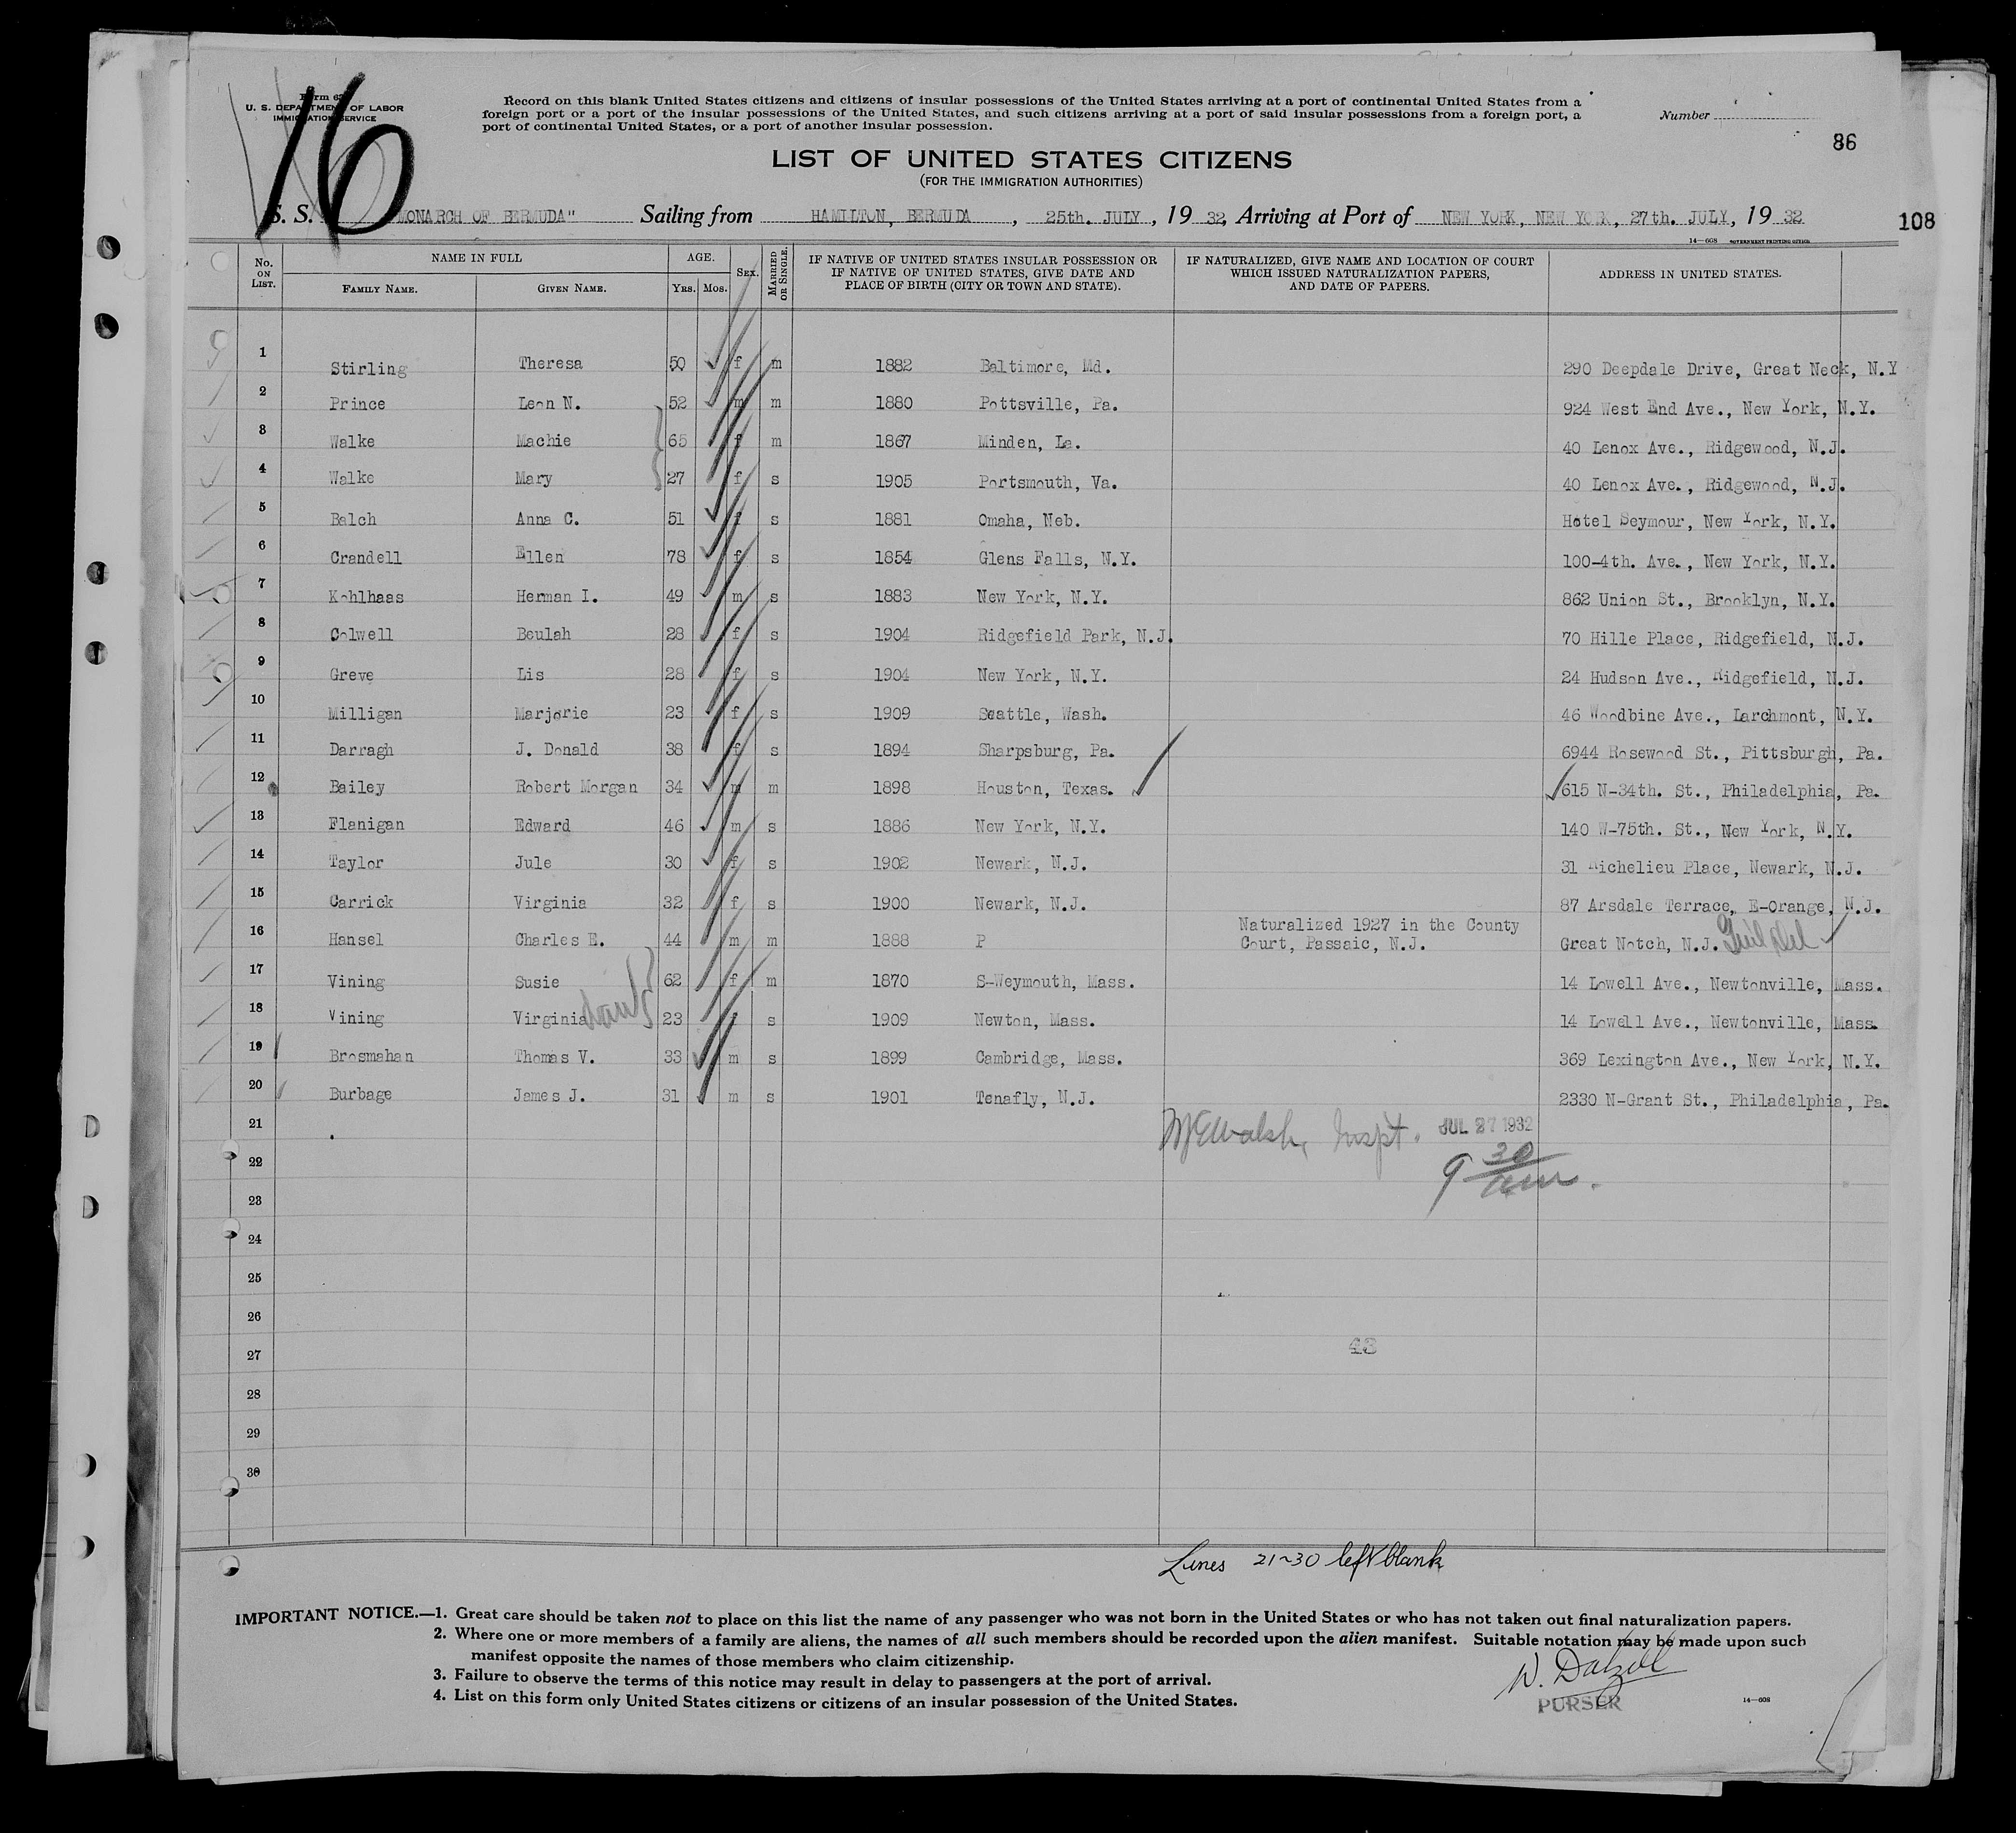 Form 6
U. S. DEPARTMENT OF LABOR
IMMIGRATION SERVICE
16
Record on this blank United States citizens and citizens of insular possessions of the United States arriving at a port of continental United States from a
foreign port or a port of the insular possessions of the United States, and such citizens arriving at a port of said insular possessions from a foreign port, a
port of continental United States, or a port of another insular possession.
Number
86
LIST OF UNITED STATES CITIZENS
(FOR THE IMMIGRATION AUTHORITIES)
S. S. MONARCH OF BERMUDA" Sailing from HAMILTON, BERMUDA, 25th. JULY, 19 32, Arriving at Port of NEW YORK, NEW YORK, 27th. JULY, 19 32
108
14—608 GOVERNMENT PRINTING OFFICE
No. ON LIST. NAME IN FULL FAMILY NAME. GIVEN NAME. AGE. YRS. MOS. SEX. MARRIED OR SINGLE. IF NATIVE OF UNITED STATES INSULAR POSSESSION OR IF NATIVE OF UNITED STATES, GIVE DATE AND PLACE OF BIRTH (CITY OR TOWN AND STATE). IF NATURALIZED, GIVE NAME AND LOCATION OF COURT WHICH ISSUED NATURALIZATION PAPERS, AND DATE OF PAPERS. ADDRESS IN UNITED STATES.
1 Stirling Theresa 50 f m 1882 Baltimore, Md. 290 Deepdale Drive, Great Neck, N.Y
2 Prince Leon N. 52 m m 1880 Pottsville, Pa. 924 West End Ave., New York, N.Y.
3 Walke Machie 65 f m 1867 Minden, La. 40 Lenox Ave., Ridgewood, N.J.
4 Walke Mary 27 f s 1905 Portsmouth, Va. 40 Lenox Ave., Ridgewood, N.J.
5 Balch Anna C. 51 f s 1881 Omaha, Neb. Hotel Seymour, New York, N.Y.
6 Crandell Ellen 78 f s 1854 Glens Falls, N.Y. 100-4th. Ave., New York, N.Y.
7 Kohlhaas Herman I. 49 m s 1883 New York, N.Y. 862 Union St., Brooklyn, N.Y.
8 Colwell Beulah 28 f s 1904 Ridgefield Park, N.J. 70 Hille Place, Ridgefield, N.J.
9 Greve Lis 28 f s 1904 New York, N.Y. 24 Hudson Ave., Ridgefield, N.J.
10 Milligan Marjorie 23 f s 1909 Seattle, Wash. 46 Woodbine Ave., Larchmont, N.Y.
11 Darragh J. Donald 38 f s 1894 Sharpsburg, Pa. 6944 Rosewood St., Pittsburgh, Pa.
12 Bailey Robert Morgan 34 m m 1898 Houston, Texas. 615 N-34th. St., Philadelphia, Pa.
13 Flanigan Edward 46 m s 1886 New York, N.Y. 140 W-75th. St., New York, N.Y.
14 Taylor Jule 30 f s 1902 Newark, N.J. 31 Richelieu Place, Newark, N.J.
15 Carrick Virginia 32 f s 1900 Newark, N.J. 87 Arsdale Terrace, E-Orange, N.J.
16 Hansel Charles E. 44 m m 1888 P Naturalized 1927 in the County Court, Passaic, N.J. Great Notch, N.J.
17 Vining Susie 62 f m 1870 S-Weymouth, Mass. 14 Lowell Ave., Newtonville, Mass.
18 Vining Virginia 23 f s 1909 Newton, Mass. 14 Lowell Ave., Newtonville, Mass.
19 Brosmahan Thomas V. 33 m s 1899 Cambridge, Mass. 369 Lexington Ave., New York, N.Y.
20 Burbage James J. 31 m s 1901 Tenafly, N.J. 2330 N-Grant St., Philadelphia, Pa.
21 Walsh, Inspt. JUL 27 1932
22 9 30 am.
23
24
25
26
27 48
28
29
30
Lines 21-30 left blank
IMPORTANT NOTICE.—1. Great care should be taken not to place on this list the name of any passenger who was not born in the United States or who has not taken out final naturalization papers.
2. Where one or more members of a family are aliens, the names of all such members should be recorded upon the alien manifest. Suitable notation may be made upon such
manifest opposite the names of those members who claim citizenship.
3. Failure to observe the terms of this notice may result in delay to passengers at the port of arrival.
4. List on this form only United States citizens or citizens of an insular possession of the United States.
W. Dalzell
PURSER
14—608